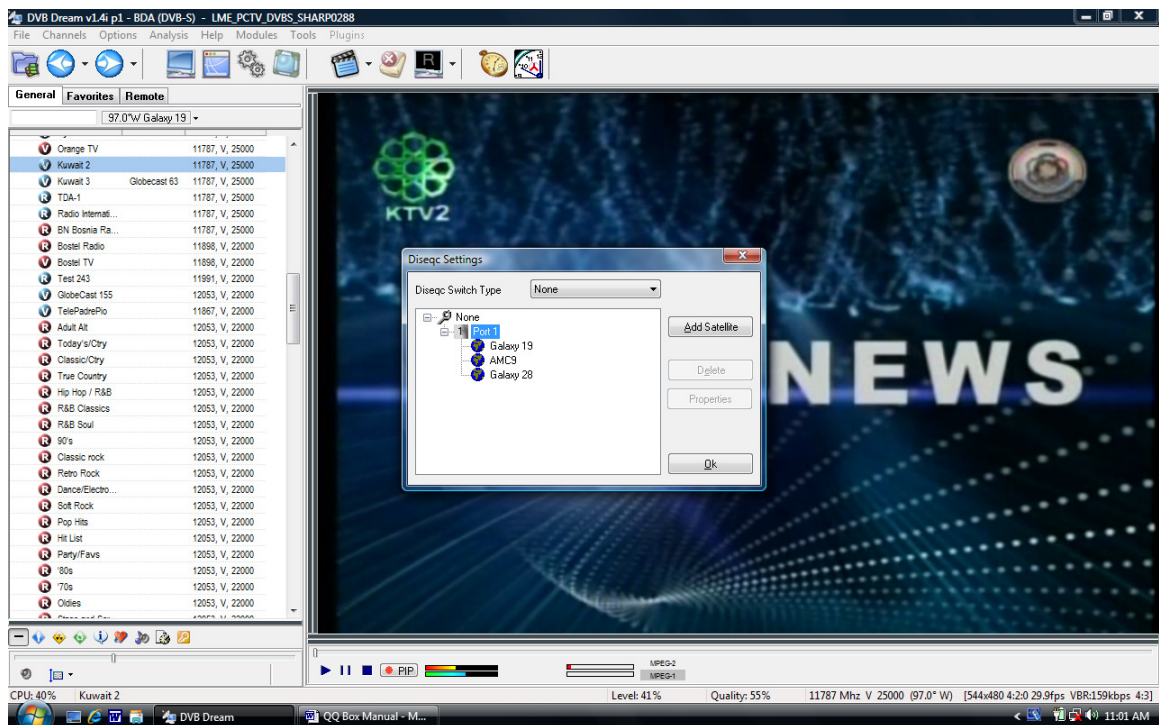 DVB Dream v1.4i p1 - BDA (DVB-S)  -  LME_PCTV_DVBS_SHARP0288
File Channels Options Analysis Help Modules Tools Plugins
General Favorites Remote
97.0°W Galaxy 19
Orange TV 11787, V, 25000
Kuwait 2 11787, V, 25000
Kuwait 3 Globecast 63 11787, V, 25000
TDA-1 11787, V, 25000
Radio Internati... 11787, V, 25000
BN Bosnia Ra... 11787, V, 25000
Bostel Radio 11898, V, 22000
Bostel TV 11898, V, 22000
Test 243 11991, V, 22000
GlobeCast 155 12053, V, 22000
TelePadrePio 11867, V, 22000
Adult Alt 12053, V, 22000
Today's/Ctry 12053, V, 22000
Classic/Ctry 12053, V, 22000
True Country 12053, V, 22000
Hip Hop / R&B 12053, V, 22000
R&B Classics 12053, V, 22000
R&B Soul 12053, V, 22000
90's 12053, V, 22000
Classic rock 12053, V, 22000
Retro Rock 12053, V, 22000
Dance/Electro... 12053, V, 22000
Soft Rock 12053, V, 22000
Pop Hits 12053, V, 22000
Hit List 12053, V, 22000
Party/Favs 12053, V, 22000
'80s 12053, V, 22000
'70s 12053, V, 22000
Oldies 12053, V, 22000
KTV2
NEWS
Diseqc Settings
Diseqc Switch Type None
None
1 Port 1
Galaxy 19
AMC9
Galaxy 28
Add Satellite
Delete
Properties
Ok
PIP
MPEG-2
MPEG-1
CPU: 40% Kuwait 2 Level: 41% Quality: 55% 11787 Mhz V 25000 (97.0° W) [544x480 4:2:0 29.9fps VBR:159kbps 4:3]
DVB Dream QQ Box Manual - M... 11:01 AM